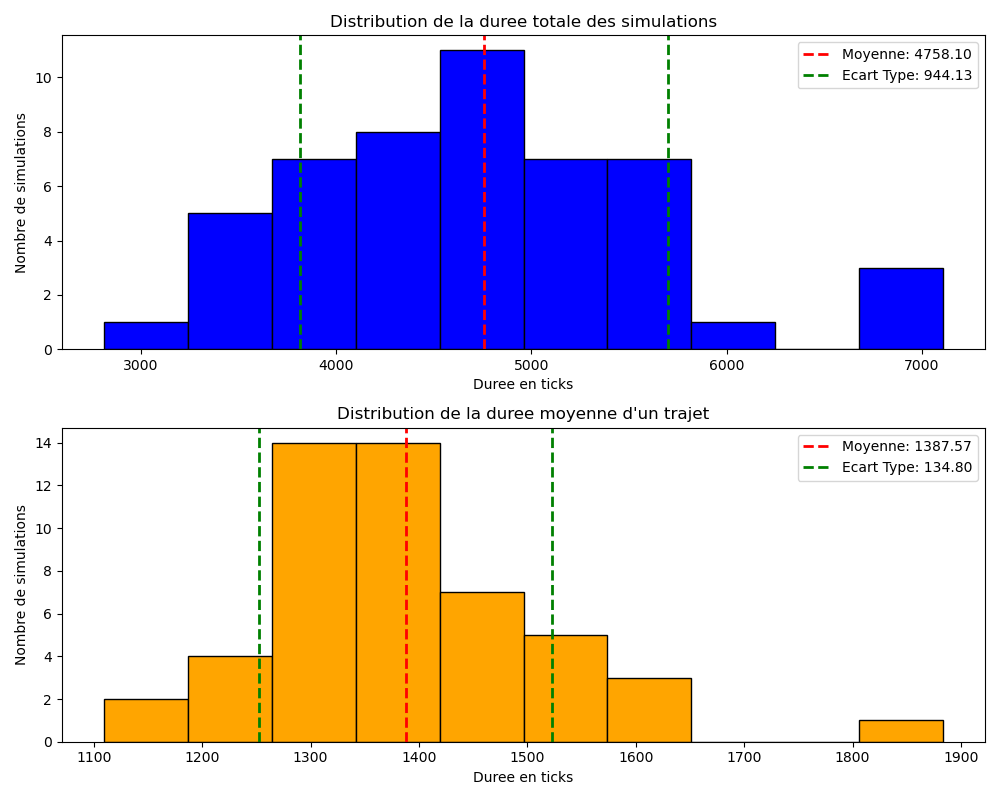 Distribution de la duree totale des simulations
Moyenne: 4758.10
Ecart Type: 944.13
Nombre de simulations
10
8
6
4
2
0
3000 4000 5000 6000 7000
Duree en ticks
Distribution de la duree moyenne d'un trajet
Moyenne: 1387.57
Ecart Type: 134.80
Nombre de simulations
14
12
10
8
6
4
2
0
1100 1200 1300 1400 1500 1600 1700 1800 1900
Duree en ticks